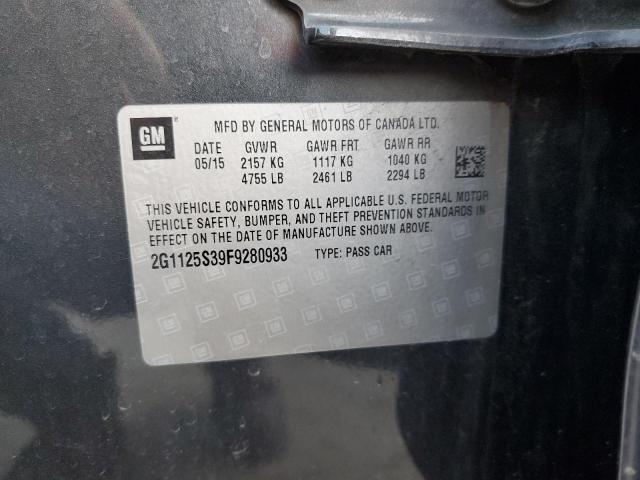 GM
MFD BY GENERAL MOTORS OF CANADA LTD.
DATE GVWR GAWR FRT GAWR RR
05/15 2157 KG 1117 KG 1040 KG
4755 LB 2461 LB 2294 LB
THIS VEHICLE CONFORMS TO ALL APPLICABLE U.S. FEDERAL MOTOR
VEHICLE SAFETY, BUMPER, AND THEFT PREVENTION STANDARDS IN
EFFECT ON THE DATE OF MANUFACTURE SHOWN ABOVE.
2G1125S39F9280933 TYPE: PASS CAR